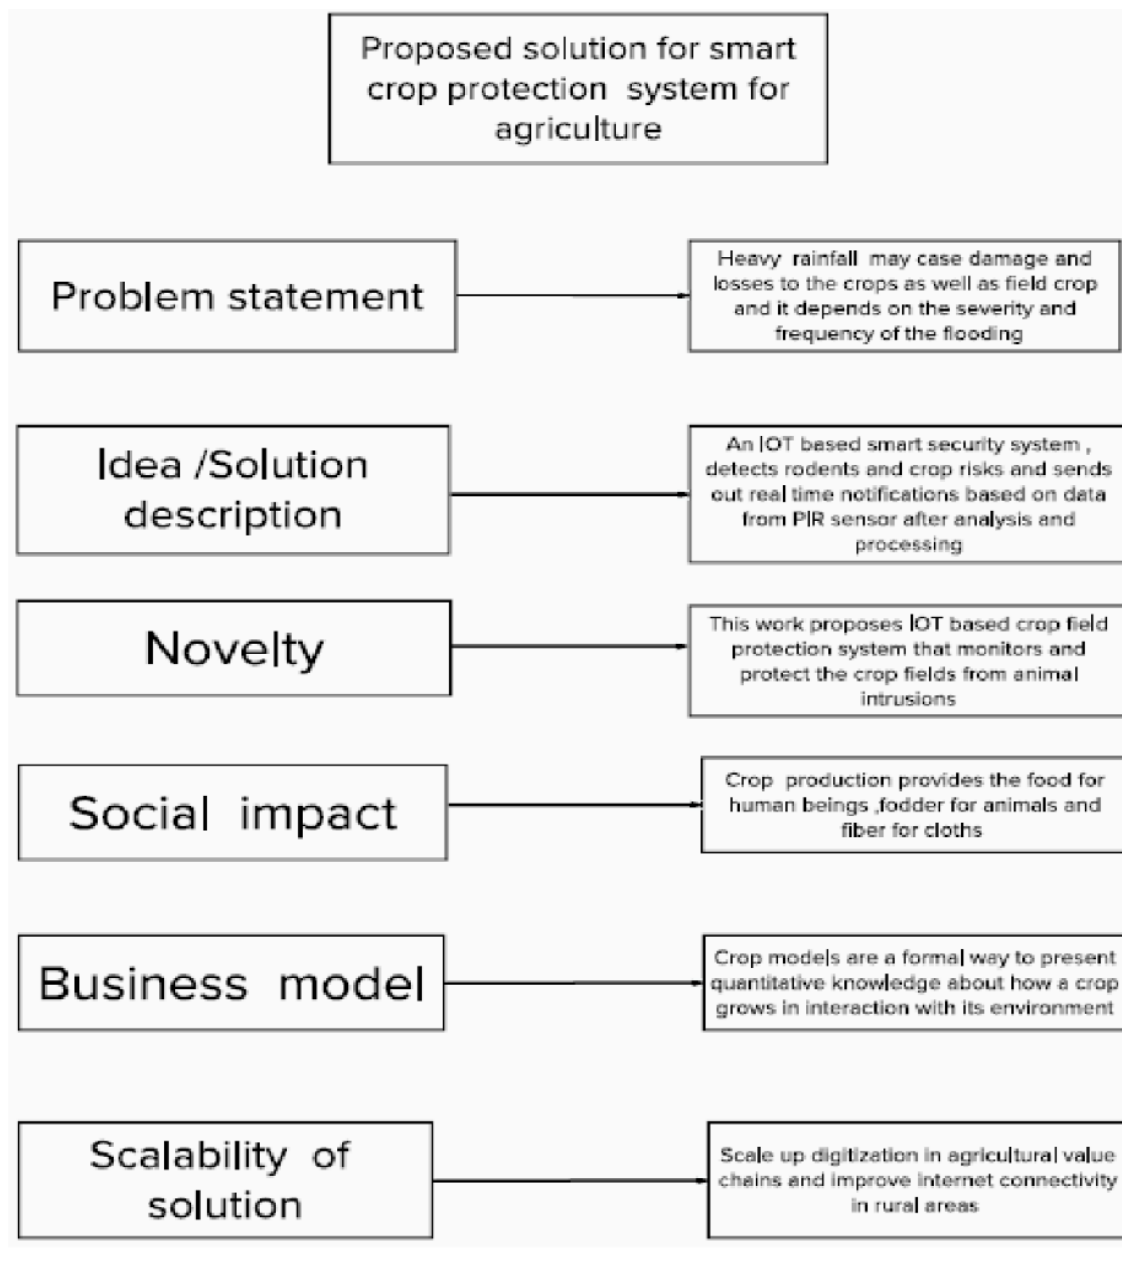 Proposed solution for smart
crop protection system for
agriculture
Problem statement
Heavy rainfall may case damage and
losses to the crops as well as field crop
and it depends on the severity and
frequency of the flooding
Idea /Solution
description
An IOT based smart security system ,
detects rodents and crop risks and sends
out real time notifications based on data
from PIR sensor after analysis and
processing
Novelty
This work proposes IOT based crop field
protection system that monitors and
protect the crop fields from animal
intrusions
Social impact
Crop production provides the food for
human beings ,fodder for animals and
fiber for cloths
Business model
Crop models are a formal way to present
quantitative knowledge about how a crop
grows in interaction with its environment
Scalability of
solution
Scale up digitization in agricultural value
chains and improve internet connectivity
in rural areas